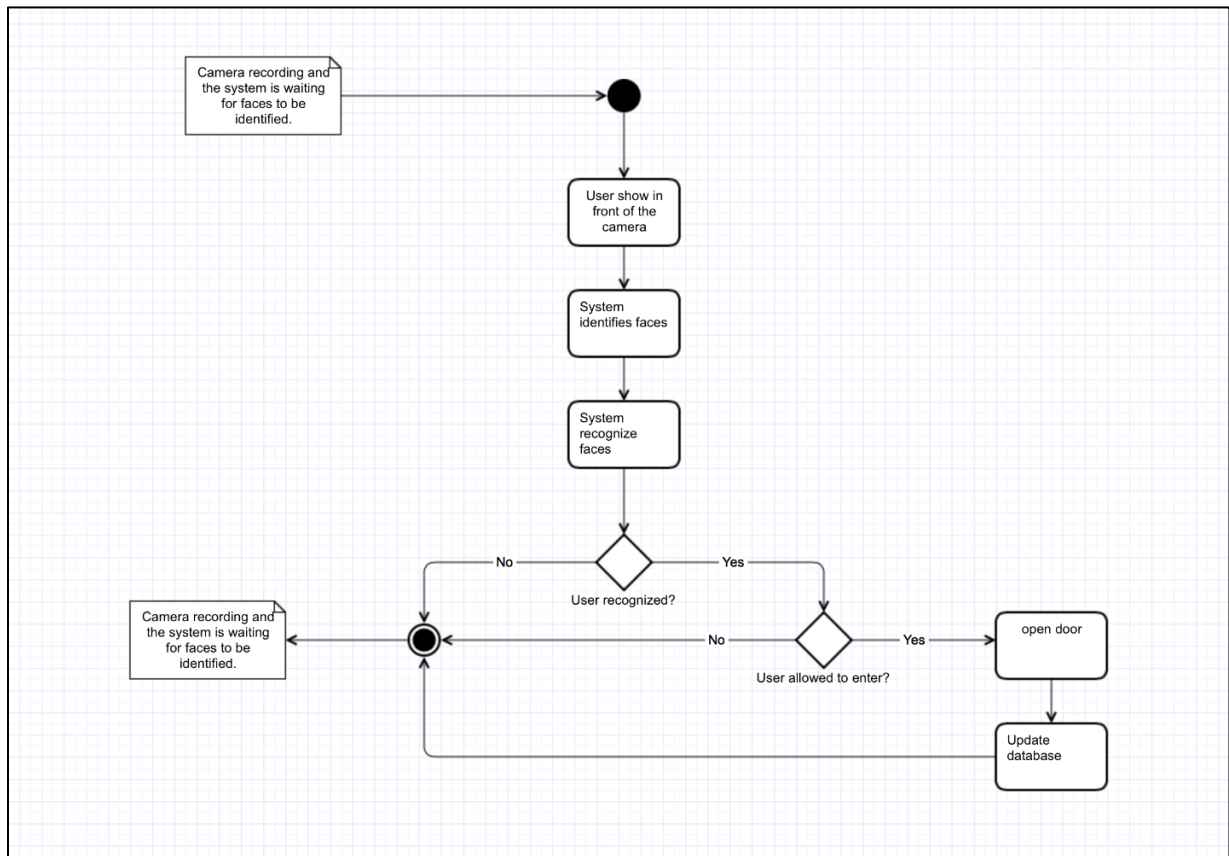 Camera recording and
the system is waiting
for faces to be
identified.
User show in
front of the
camera
System
identifies faces
System
recognize
faces
No
Yes
User recognized?
Camera recording and
the system is waiting
for faces to be
identified.
No
Yes
open door
User allowed to enter?
Update
database